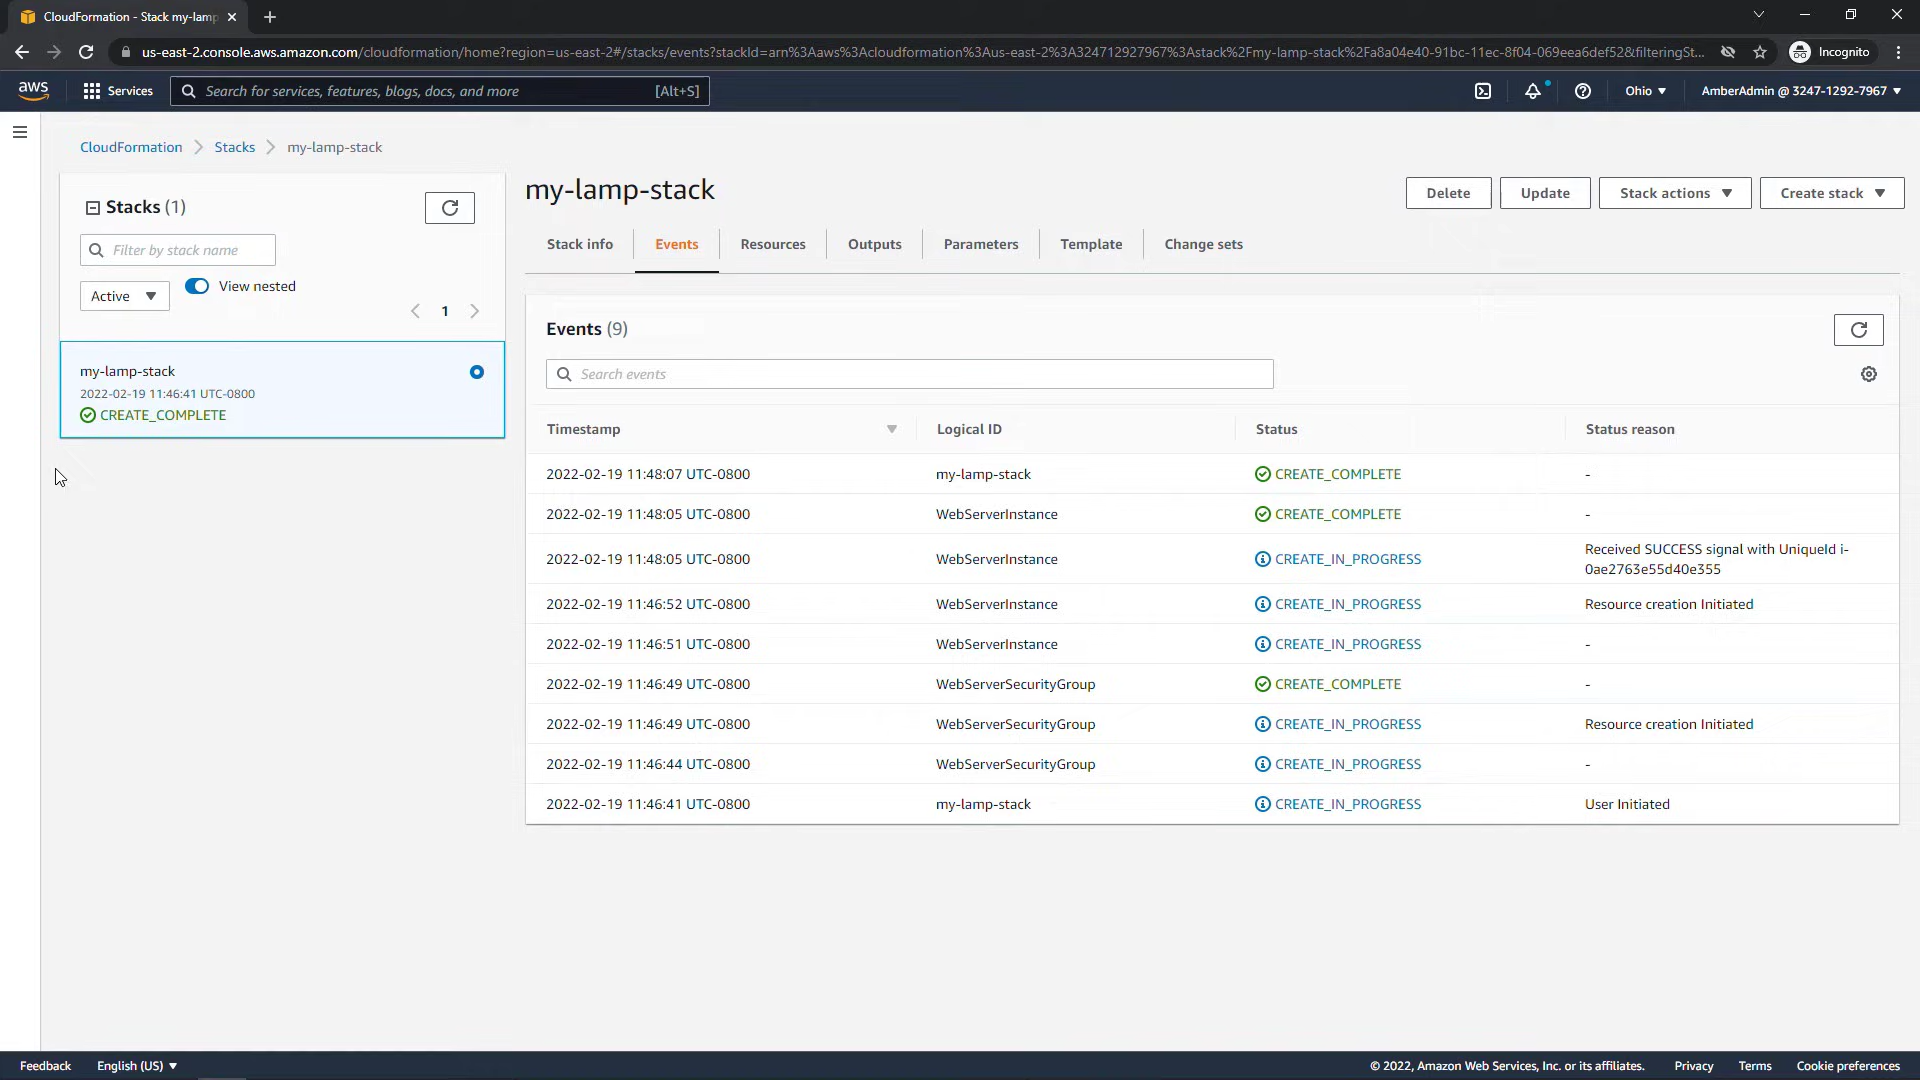 CloudFormation - Stack my-lamp
us-east-2.console.aws.amazon.com/cloudformation/home?region=us-east-2#/stacks/events?stackId=arn%3Aaws%3Acloudformation%3Aus-east-2%3A324712927967%3Astack%2Fmy-lamp-stack%2Fa8a04e40-91bc-11ec-8f04-069eea6def52&filteringSt...
Incognito
aws
Services
Search for services, features, blogs, docs, and more
[Alt+S]
Ohio
AmberAdmin @ 3247-1292-7967
CloudFormation
Stacks
my-lamp-stack
Stacks (1)
Filter by stack name
Active
View nested
1
my-lamp-stack
2022-02-19 11:46:41 UTC-0800
CREATE_COMPLETE
my-lamp-stack
Delete
Update
Stack actions
Create stack
Stack info
Events
Resources
Outputs
Parameters
Template
Change sets
Events (9)
Search events
Timestamp Logical ID Status Status reason
2022-02-19 11:48:07 UTC-0800 my-lamp-stack CREATE_COMPLETE -
2022-02-19 11:48:05 UTC-0800 WebServerInstance CREATE_COMPLETE -
2022-02-19 11:48:05 UTC-0800 WebServerInstance CREATE_IN_PROGRESS Received SUCCESS signal with UniqueId i-
0ae2763e55d40e355
2022-02-19 11:46:52 UTC-0800 WebServerInstance CREATE_IN_PROGRESS Resource creation Initiated
2022-02-19 11:46:51 UTC-0800 WebServerInstance CREATE_IN_PROGRESS -
2022-02-19 11:46:49 UTC-0800 WebServerSecurityGroup CREATE_COMPLETE -
2022-02-19 11:46:49 UTC-0800 WebServerSecurityGroup CREATE_IN_PROGRESS Resource creation Initiated
2022-02-19 11:46:44 UTC-0800 WebServerSecurityGroup CREATE_IN_PROGRESS -
2022-02-19 11:46:41 UTC-0800 my-lamp-stack CREATE_IN_PROGRESS User Initiated
Feedback
English (US)
© 2022, Amazon Web Services, Inc. or its affiliates.
Privacy
Terms
Cookie preferences